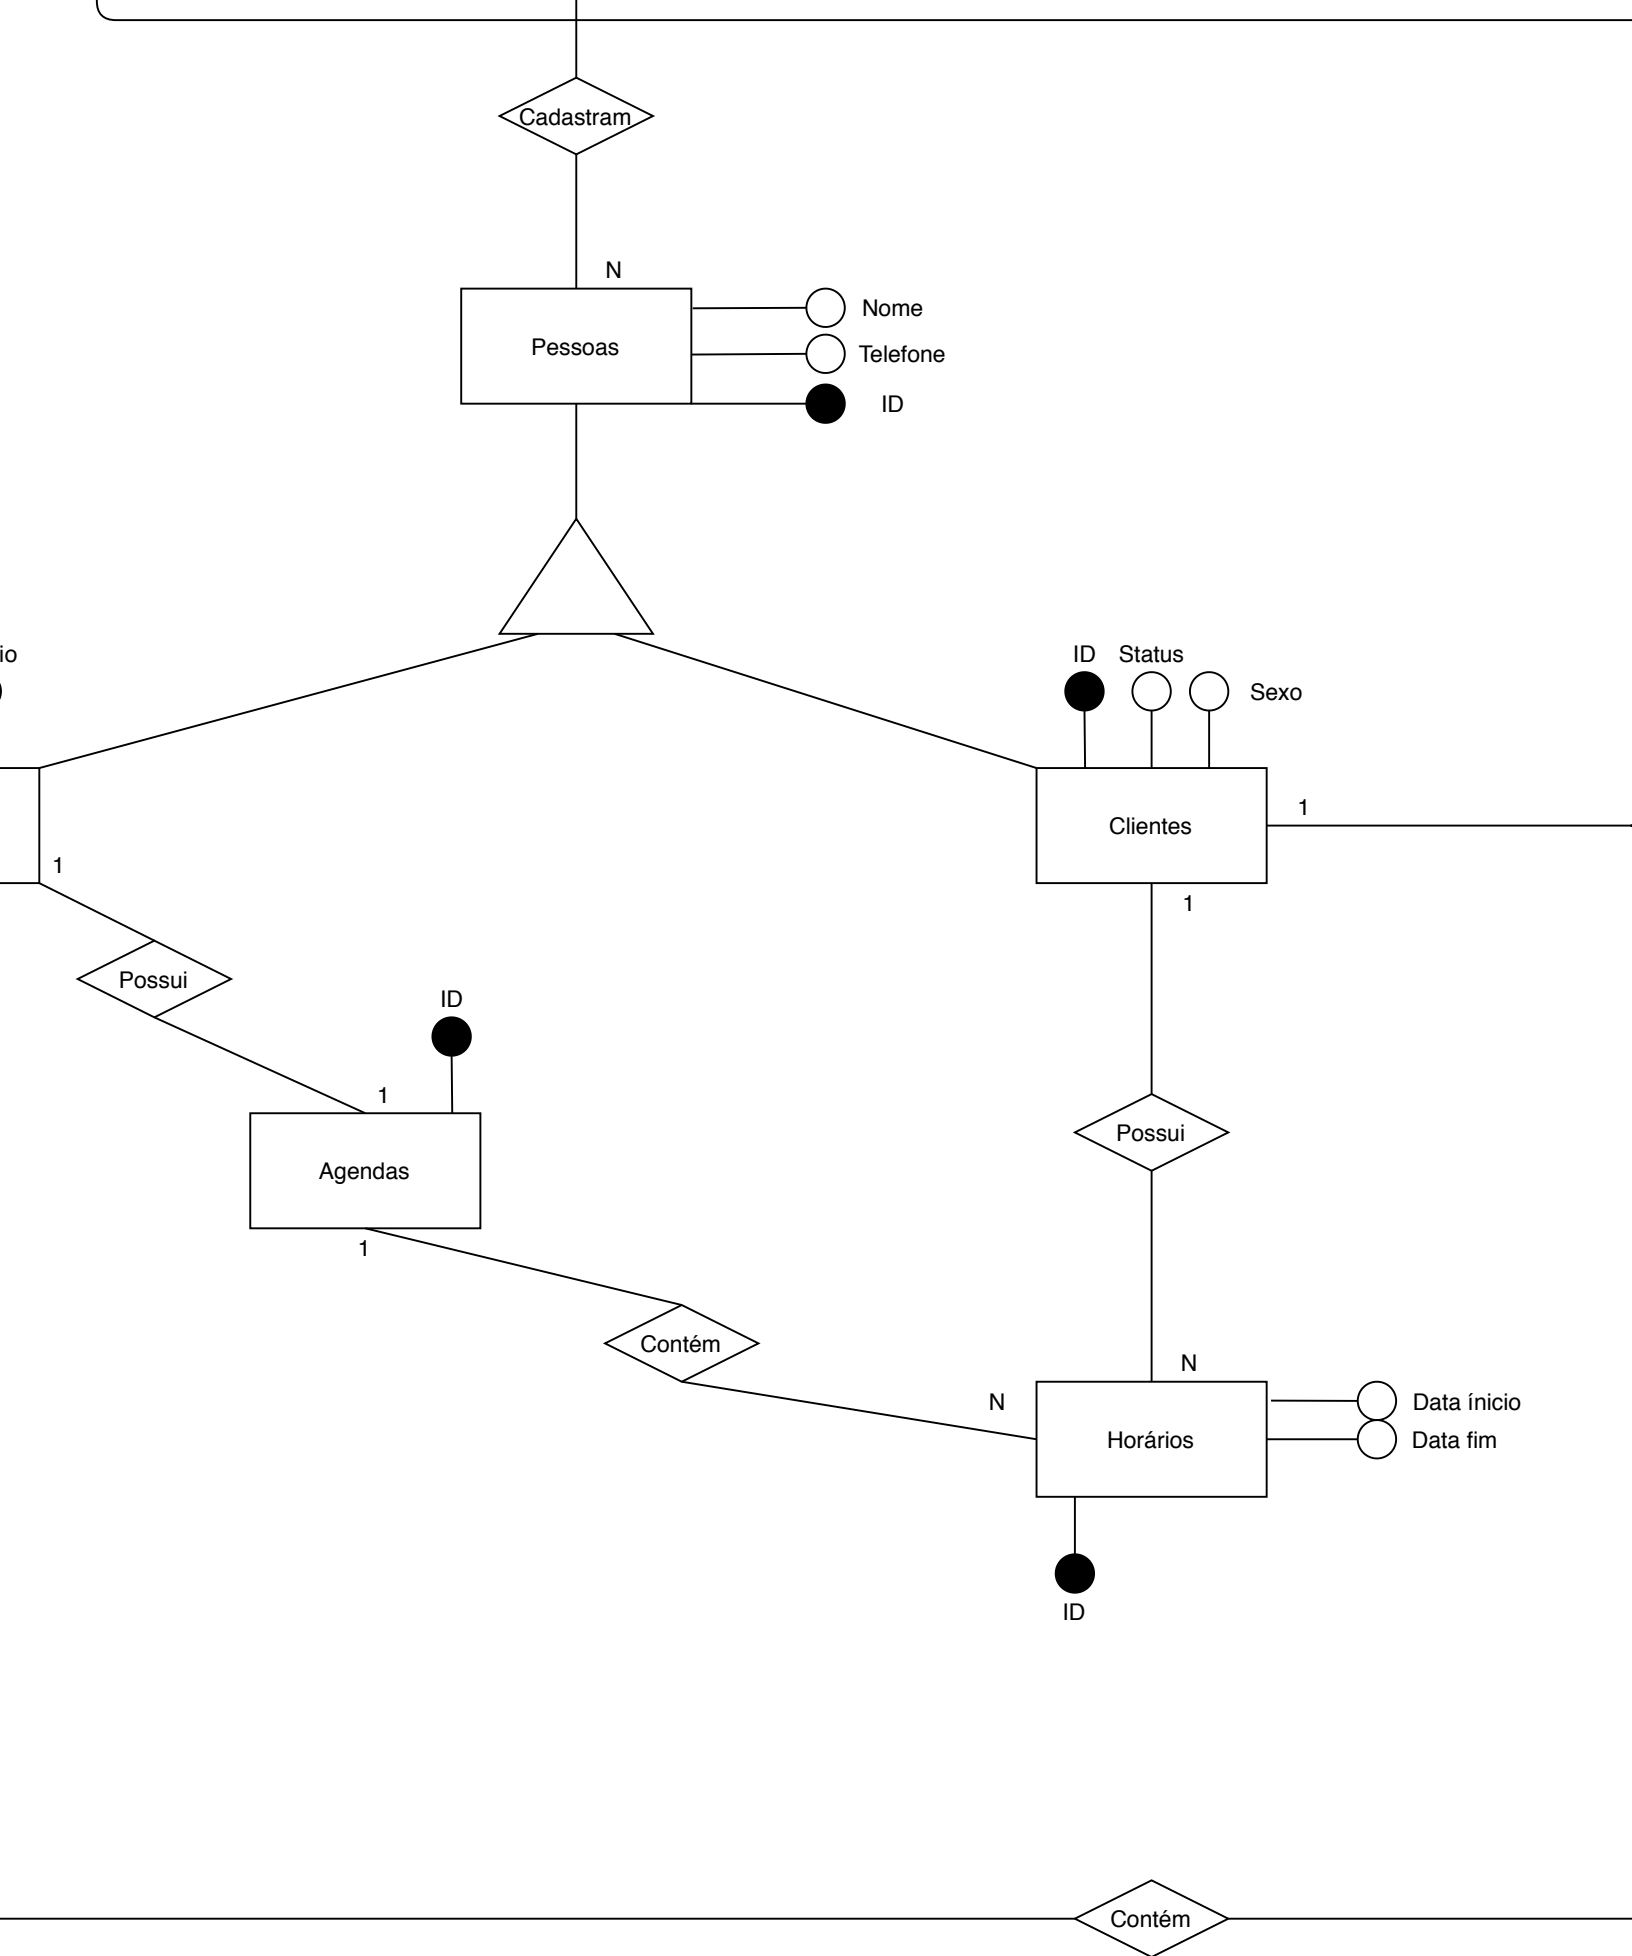 Cadastram
N
Pessoas
Nome
Telefone
ID
io
ID
Status
Sexo
Clientes
1
1
1
Possui
ID
1
Agendas
1
Possui
Contém
N
N
Horários
Data ínicio
Data fim
ID
Contém